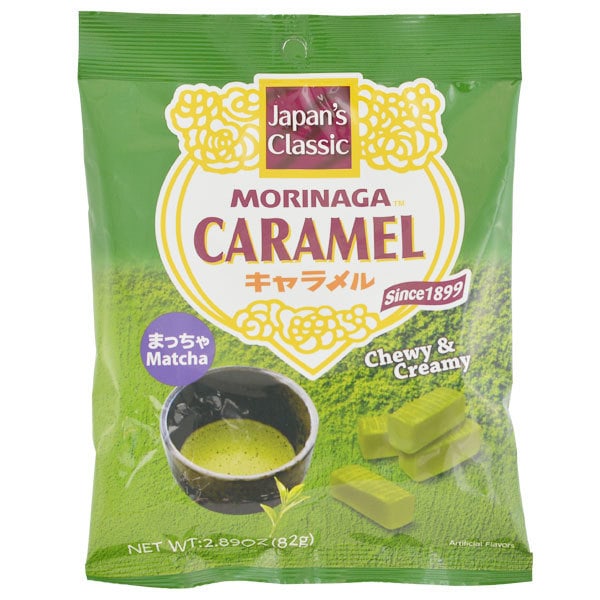 Japan's
Classic
MORINAGA™
CARAMEL
キャラメル
Since1899
まっちゃ
Matcha
Chewy &
Creamy
NET WT:2.89OZ(82g)
Artificial Flavors